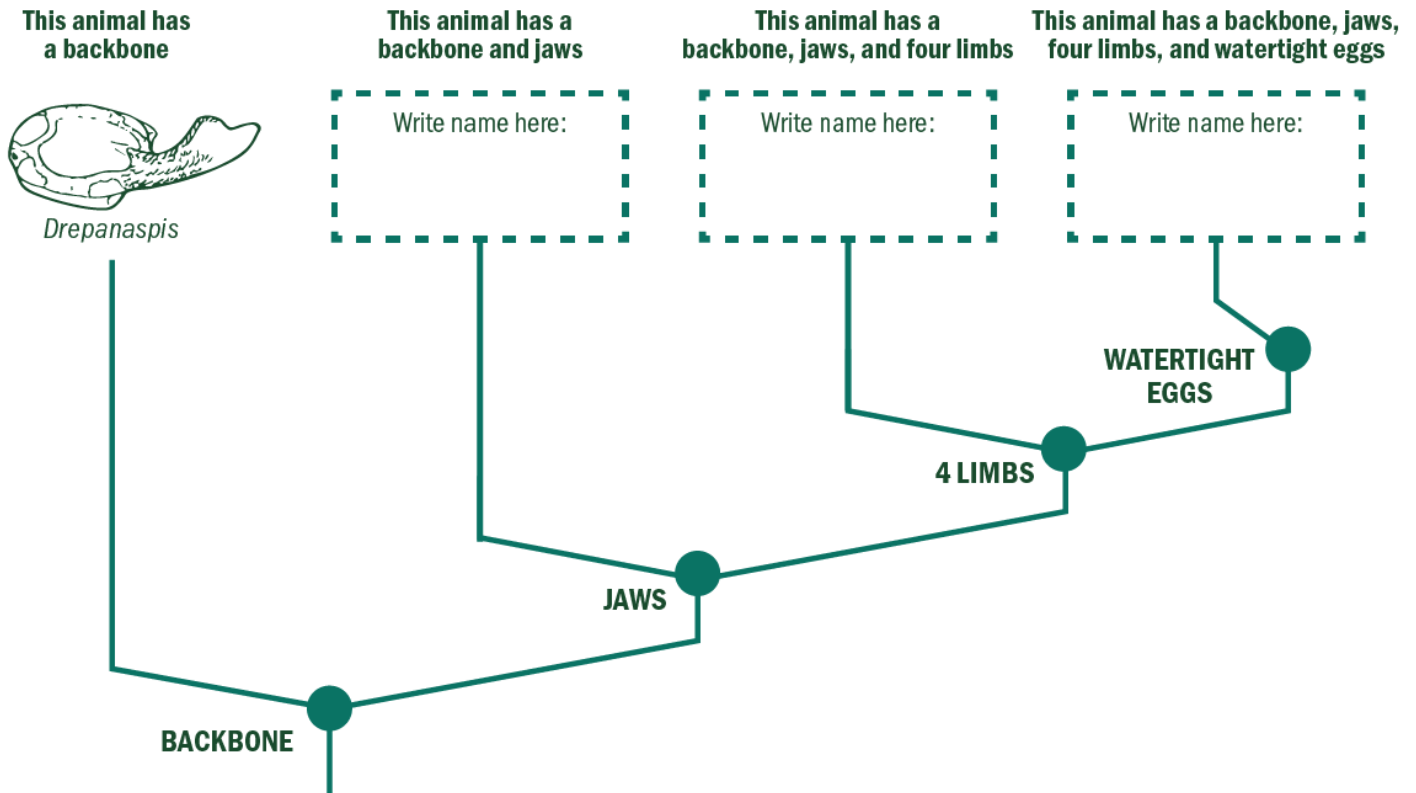 This animal has
a backbone
This animal has a
backbone and jaws
This animal has a
backbone, jaws, and four limbs
This animal has a backbone, jaws,
four limbs, and watertight eggs
Drepanaspis
Write name here:
Write name here:
Write name here:
WATERTIGHT
EGGS
4 LIMBS
JAWS
BACKBONE